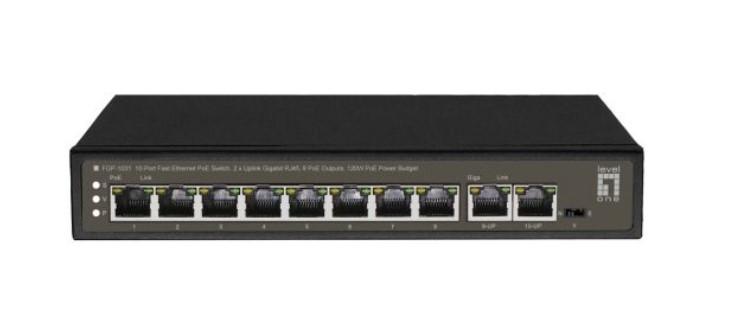 FGP-1031 10 Port Fast Ethernet PoE Switch, 2 x Uplink Gigabit RJ45, 8 PoE Outputs, 120W PoE Power Budget
level
one
PoE Link Giga Link
S
V
P
N S
1 2 3 4 5 6 7 8 9-UP 10-UP V